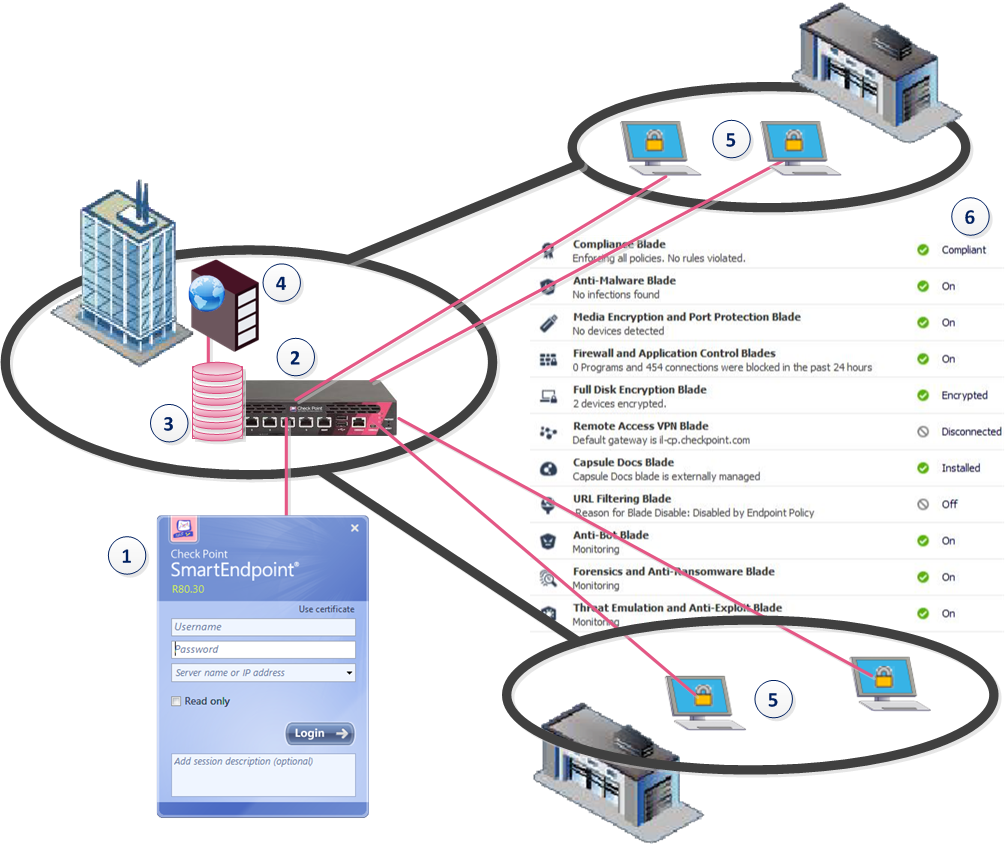 5
6
Compliance Blade
Enforcing all policies. No rules violated.
Compliant
Anti-Malware Blade
No infections found
On
Media Encryption and Port Protection Blade
No devices detected
On
Firewall and Application Control Blades
0 Programs and 454 connections were blocked in the past 24 hours
On
Full Disk Encryption Blade
2 devices encrypted.
Encrypted
Remote Access VPN Blade
Default gateway is il-cp.checkpoint.com
Disconnected
Capsule Docs Blade
Capsule Docs blade is externally managed
Installed
URL Filtering Blade
Reason for Blade Disable: Disabled by Endpoint Policy
Off
Anti-Bot Blade
Monitoring
On
Forensics and Anti-Ransomware Blade
Monitoring
On
Threat Emulation and Anti-Exploit Blade
Monitoring
On
4
2
3
Check Point
1
Check Point
SmartEndpoint®
R80.30
Use certificate
Username
Password
Server name or IP address
Read only
Login
Add session description (optional)
5